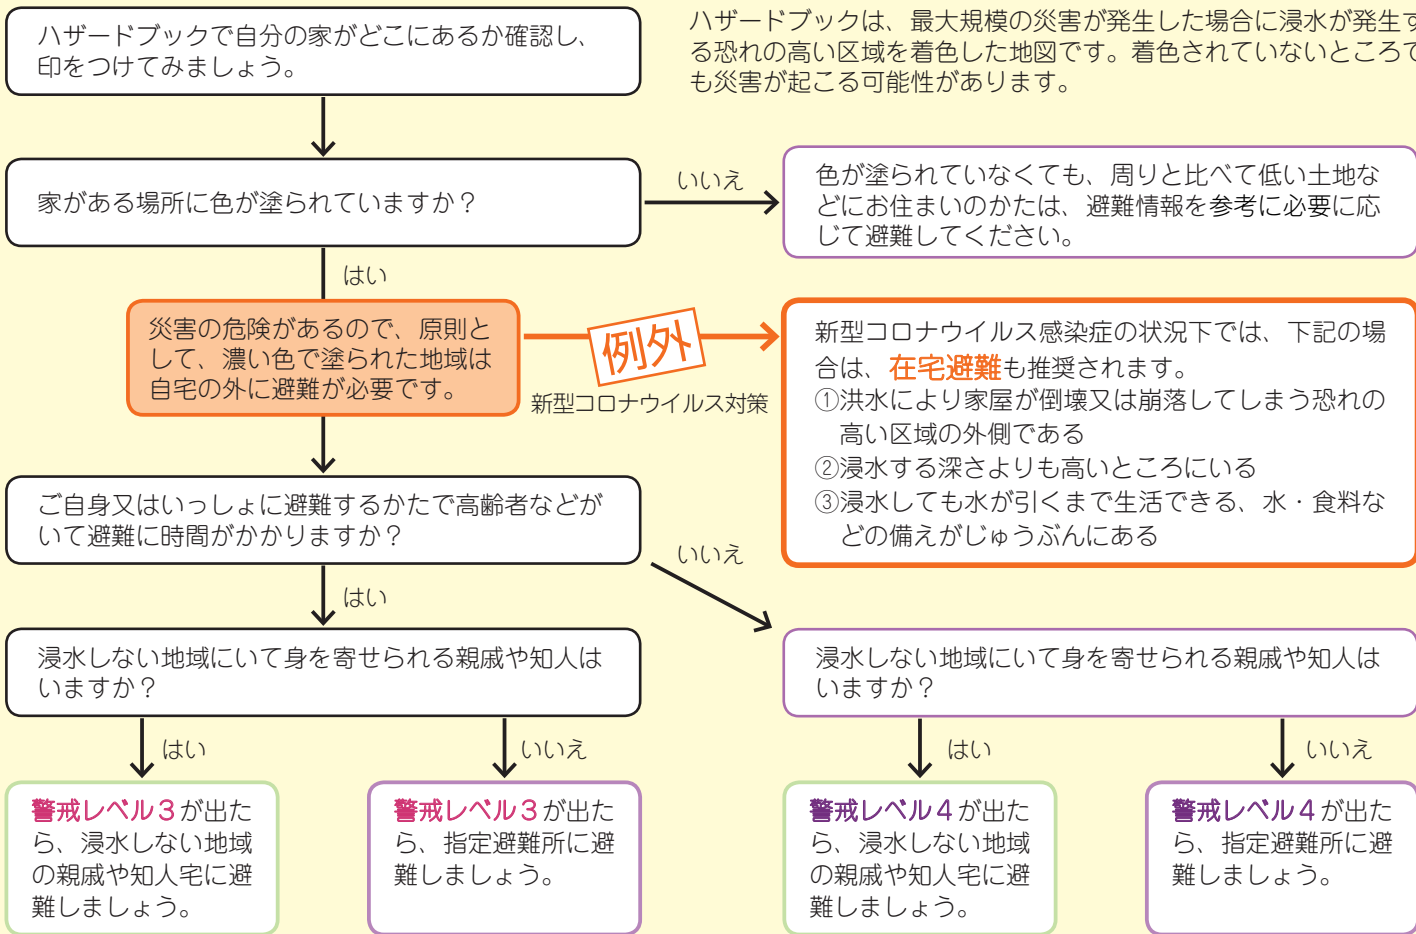 ハザードブックで自分の家がどこにあるか確認し、
印をつけてみましょう。
ハザードブックは、最大規模の災害が発生した場合に浸水が発生す
る恐れの高い区域を着色した地図です。着色されていないところで
も災害が起こる可能性があります。
家がある場所に色が塗られていますか？
いいえ
色が塗られていなくても、周りと比べて低い土地な
どにお住まいのかたは、避難情報を参考に必要に応
じて避難してください。
はい
災害の危険があるので、原則と
して、濃い色で塗られた地域は
自宅の外に避難が必要です。
例外
新型コロナウイルス対策
新型コロナウイルス感染症の状況下では、下記の場
合は、在宅避難も推奨されます。
①洪水により家屋が倒壊又は崩落してしまう恐れの
高い区域の外側である
②浸水する深さよりも高いところにいる
③浸水しても水が引くまで生活できる、水・食料な
どの備えがじゅうぶんにある
ご自身又はいっしょに避難するかたで高齢者などが
いて避難に時間がかかりますか？
いいえ
はい
浸水しない地域にいて身を寄せられる親戚や知人は
いますか？
浸水しない地域にいて身を寄せられる親戚や知人は
いますか？
はい
いいえ
はい
いいえ
警戒レベル３が出た
ら、浸水しない地域
の親戚や知人宅に避
難しましょう。
警戒レベル３が出た
ら、指定避難所に避
難しましょう。
警戒レベル４が出た
ら、浸水しない地域
の親戚や知人宅に避
難しましょう。
警戒レベル４が出た
ら、指定避難所に避
難しましょう。